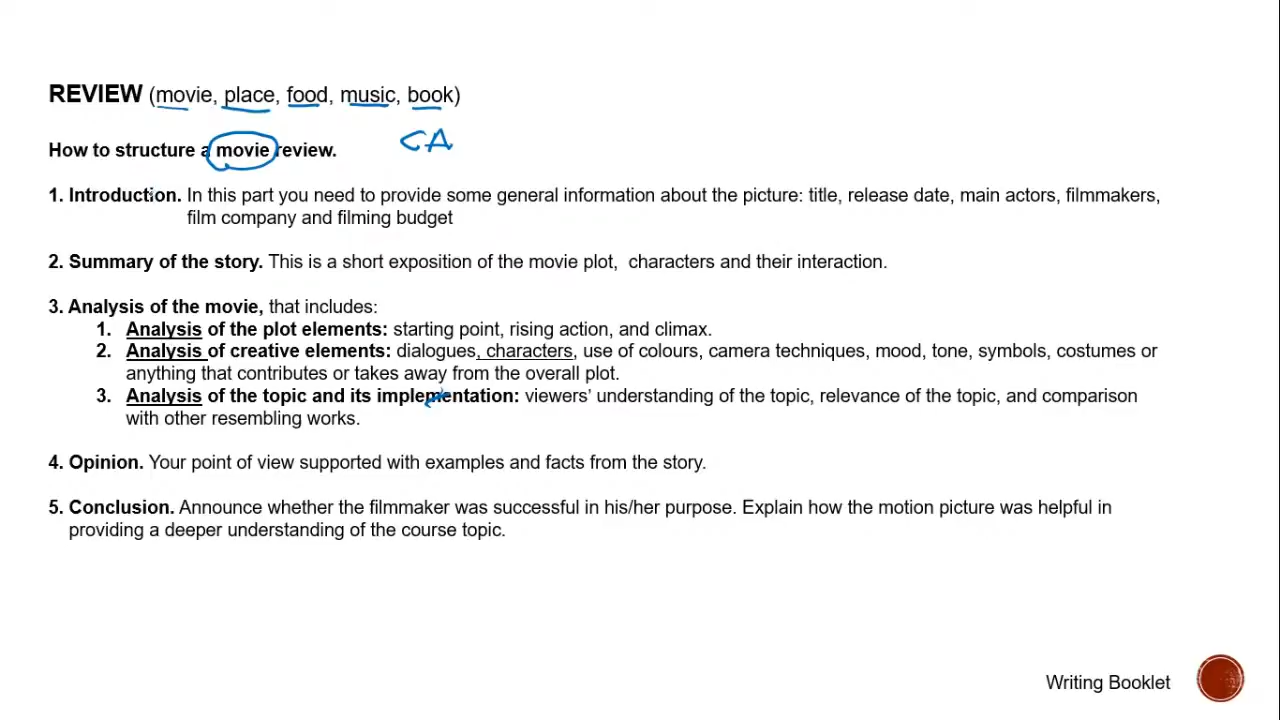 REVIEW (movie, place, food, music, book)
CA
How to structure a movie review.
1. Introduction. In this part you need to provide some general information about the picture: title, release date, main actors, filmmakers,
film company and filming budget
2. Summary of the story. This is a short exposition of the movie plot, characters and their interaction.
3. Analysis of the movie, that includes:
1. Analysis of the plot elements: starting point, rising action, and climax.
2. Analysis of creative elements: dialogues, characters, use of colours, camera techniques, mood, tone, symbols, costumes or
anything that contributes or takes away from the overall plot.
3. Analysis of the topic and its implementation: viewers’ understanding of the topic, relevance of the topic, and comparison
with other resembling works.
4. Opinion. Your point of view supported with examples and facts from the story.
5. Conclusion. Announce whether the filmmaker was successful in his/her purpose. Explain how the motion picture was helpful in
providing a deeper understanding of the course topic.
Writing Booklet